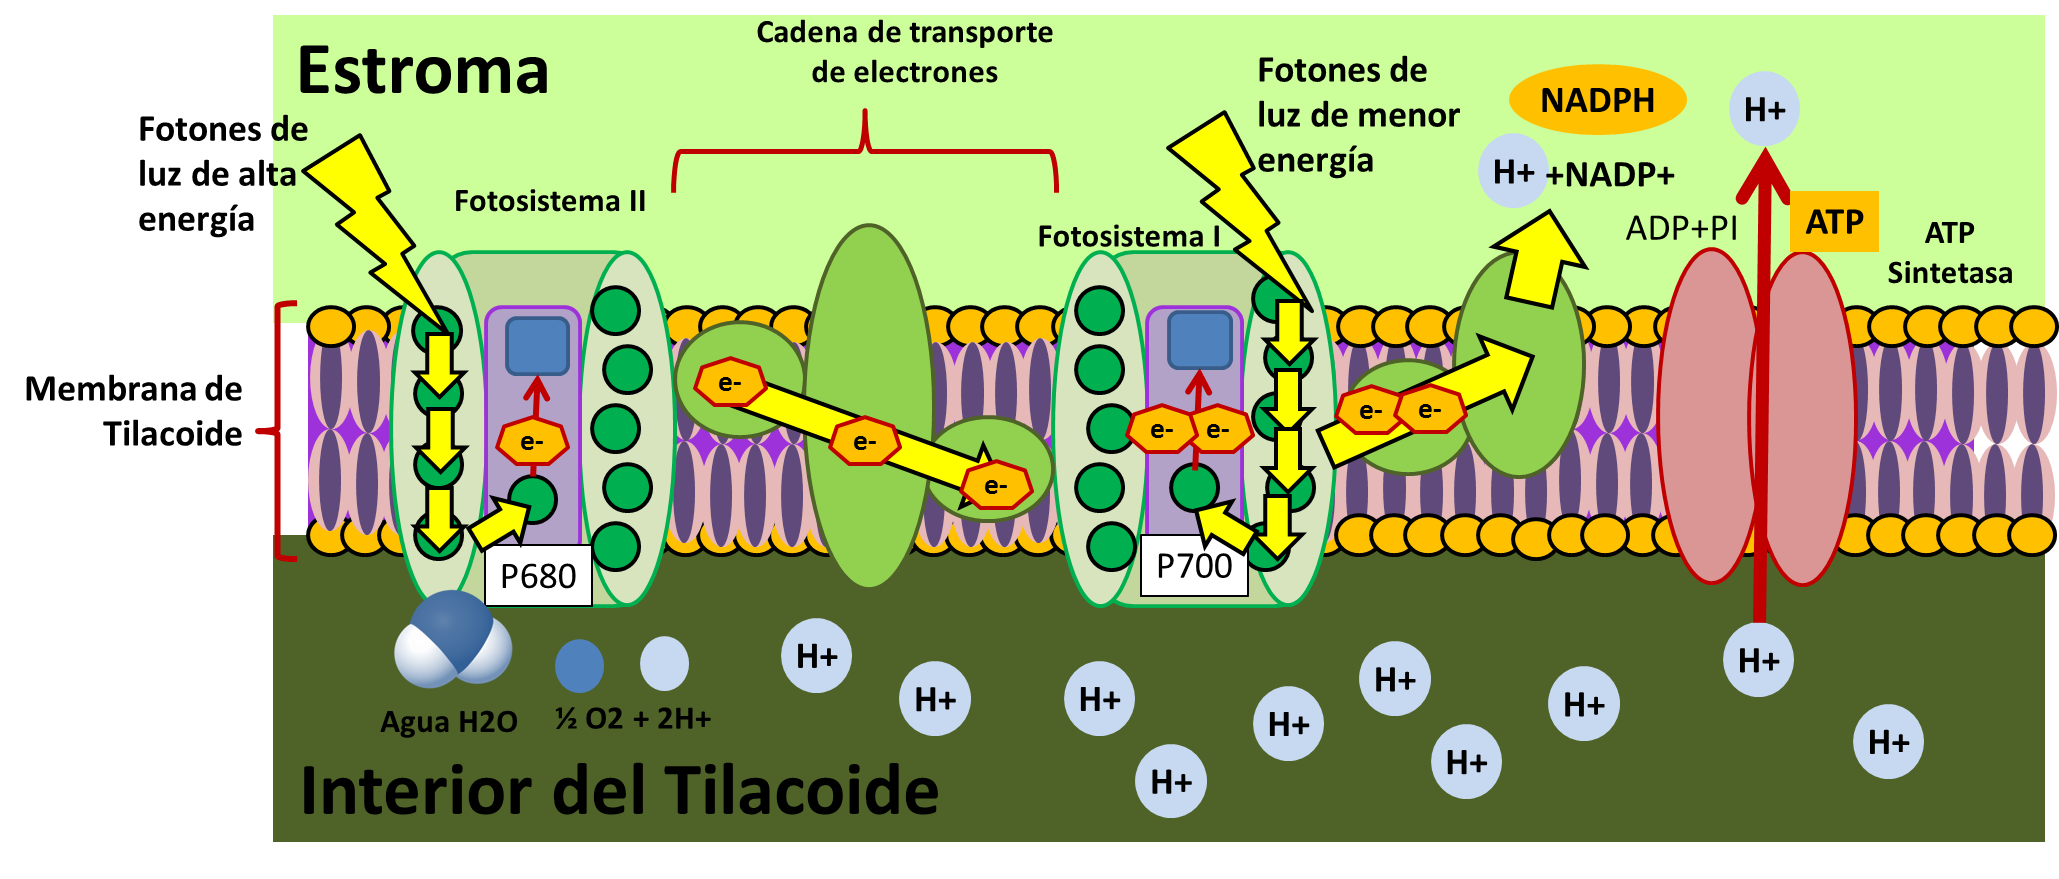 Cadena de transporte
de electrones
Estroma
Fotones de
luz de alta
energía
Fotosistema II
Fotones de
luz de menor
energía
Fotosistema I
NADPH
H+
H+
+NADP+
ADP+PI
ATP
ATP
Sintetasa
Membrana de
Tilacoide
e-
e-
e-
e-
e-
e-
e-
e-
P680
P700
Agua H2O
½ O2 + 2H+
H+
H+
H+
H+
H+
H+
H+
H+
H+
H+
Interior del Tilacoide